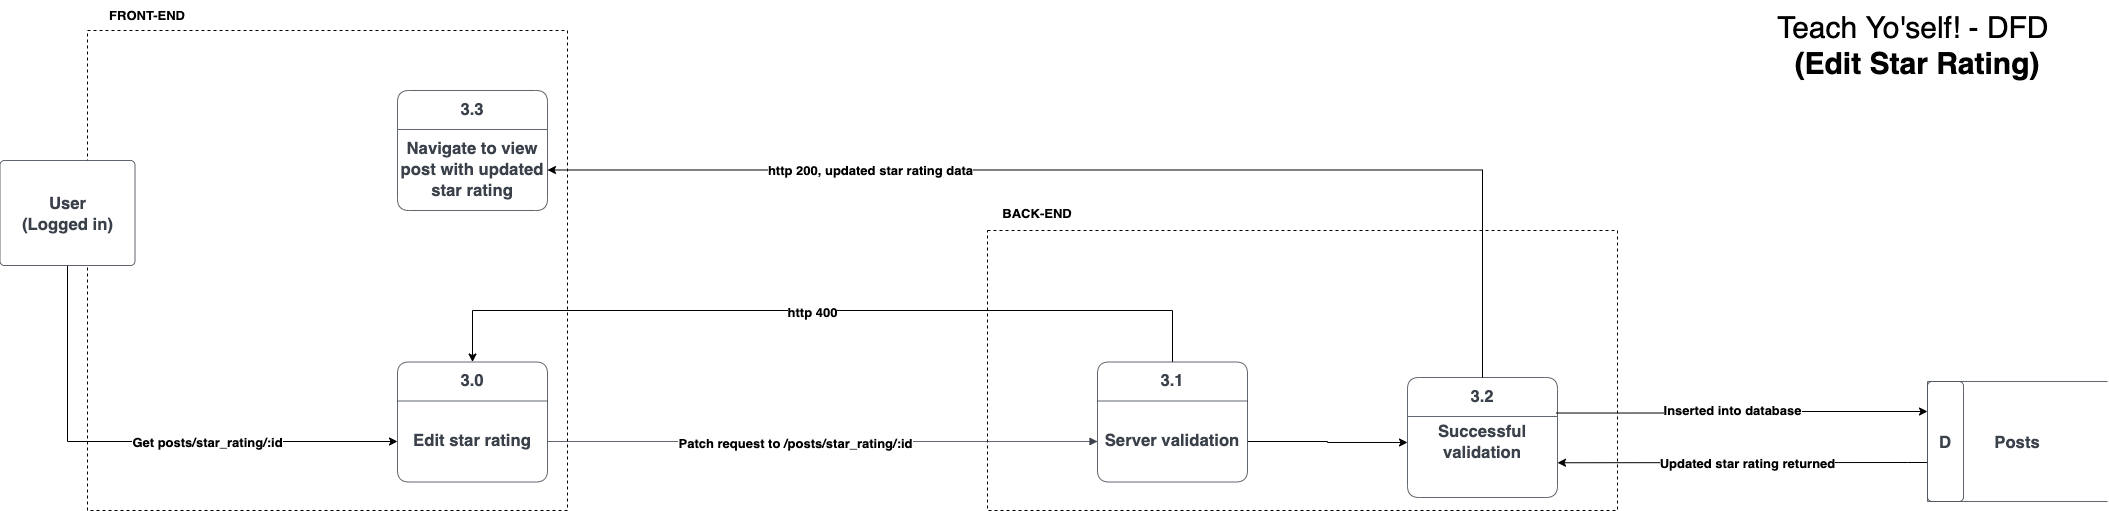 FRONT-END
Teach Yo'self! - DFD
(Edit Star Rating)
3.3
Navigate to view
post with updated
star rating
User
(Logged in)
http 200, updated star rating data
BACK-END
http 400
3.0
Edit star rating
3.1
Server validation
3.2
Successful
validation
Get posts/star_rating/:id
Patch request to /posts/star_rating/:id
Inserted into database
Updated star rating returned
D
Posts